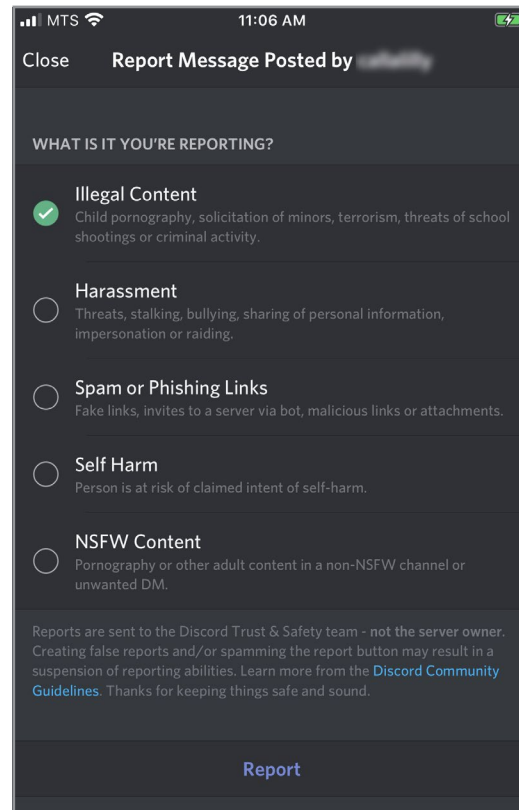 MTS
11:06 AM
Close
Report Message Posted by
WHAT IS IT YOU'RE REPORTING?
Illegal Content
Child pornography, solicitation of minors, terrorism, threats of school
shootings or criminal activity.
Harassment
Threats, stalking, bullying, sharing of personal information,
impersonation or raiding.
Spam or Phishing Links
Fake links, invites to a server via bot, malicious links or attachments.
Self Harm
Person is at risk of claimed intent of self-harm.
NSFW Content
Pornography or other adult content in a non-NSFW channel or
unwanted DM.
Reports are sent to the Discord Trust & Safety team - not the server owner.
Creating false reports and/or spamming the report button may result in a
suspension of reporting abilities. Learn more from the Discord Community
Guidelines. Thanks for keeping things safe and sound.
Report